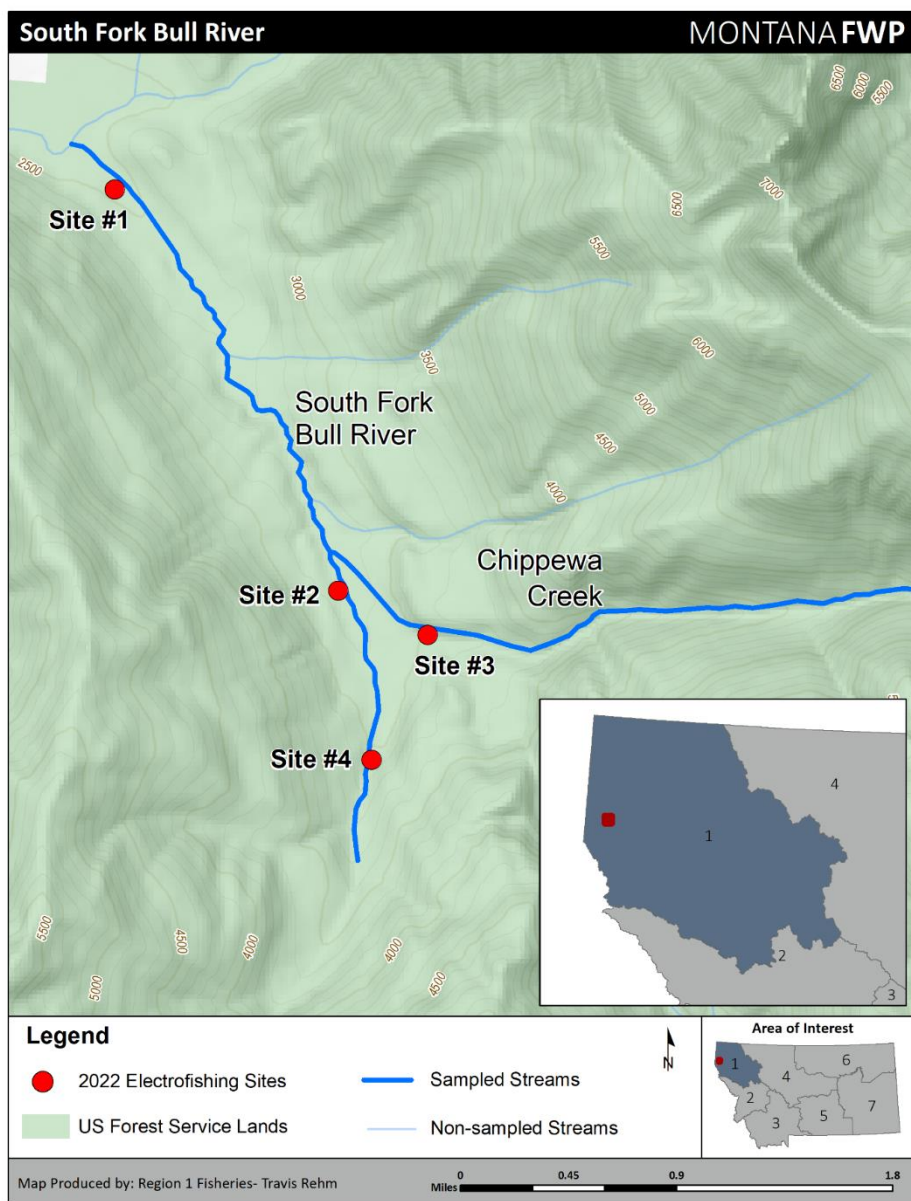 South Fork Bull River
MONTANA FWP
6500
6000
5500
2500
Site #1
6500
7000
5500
3000
3500
6000
South Fork
Bull River
5000
4500
4000
Chippewa
Creek
Site #2
Site #3
Site #4
4
1
2
3
5500
5000
4500
4000
4000
4500
Legend
2022 Electrofishing Sites
US Forest Service Lands
Sampled Streams
Non-sampled Streams
N
Area of Interest
1
2
3
4
5
6
7
Map Produced by: Region 1 Fisheries- Travis Rehm
0 0.45 0.9 1.8
Miles